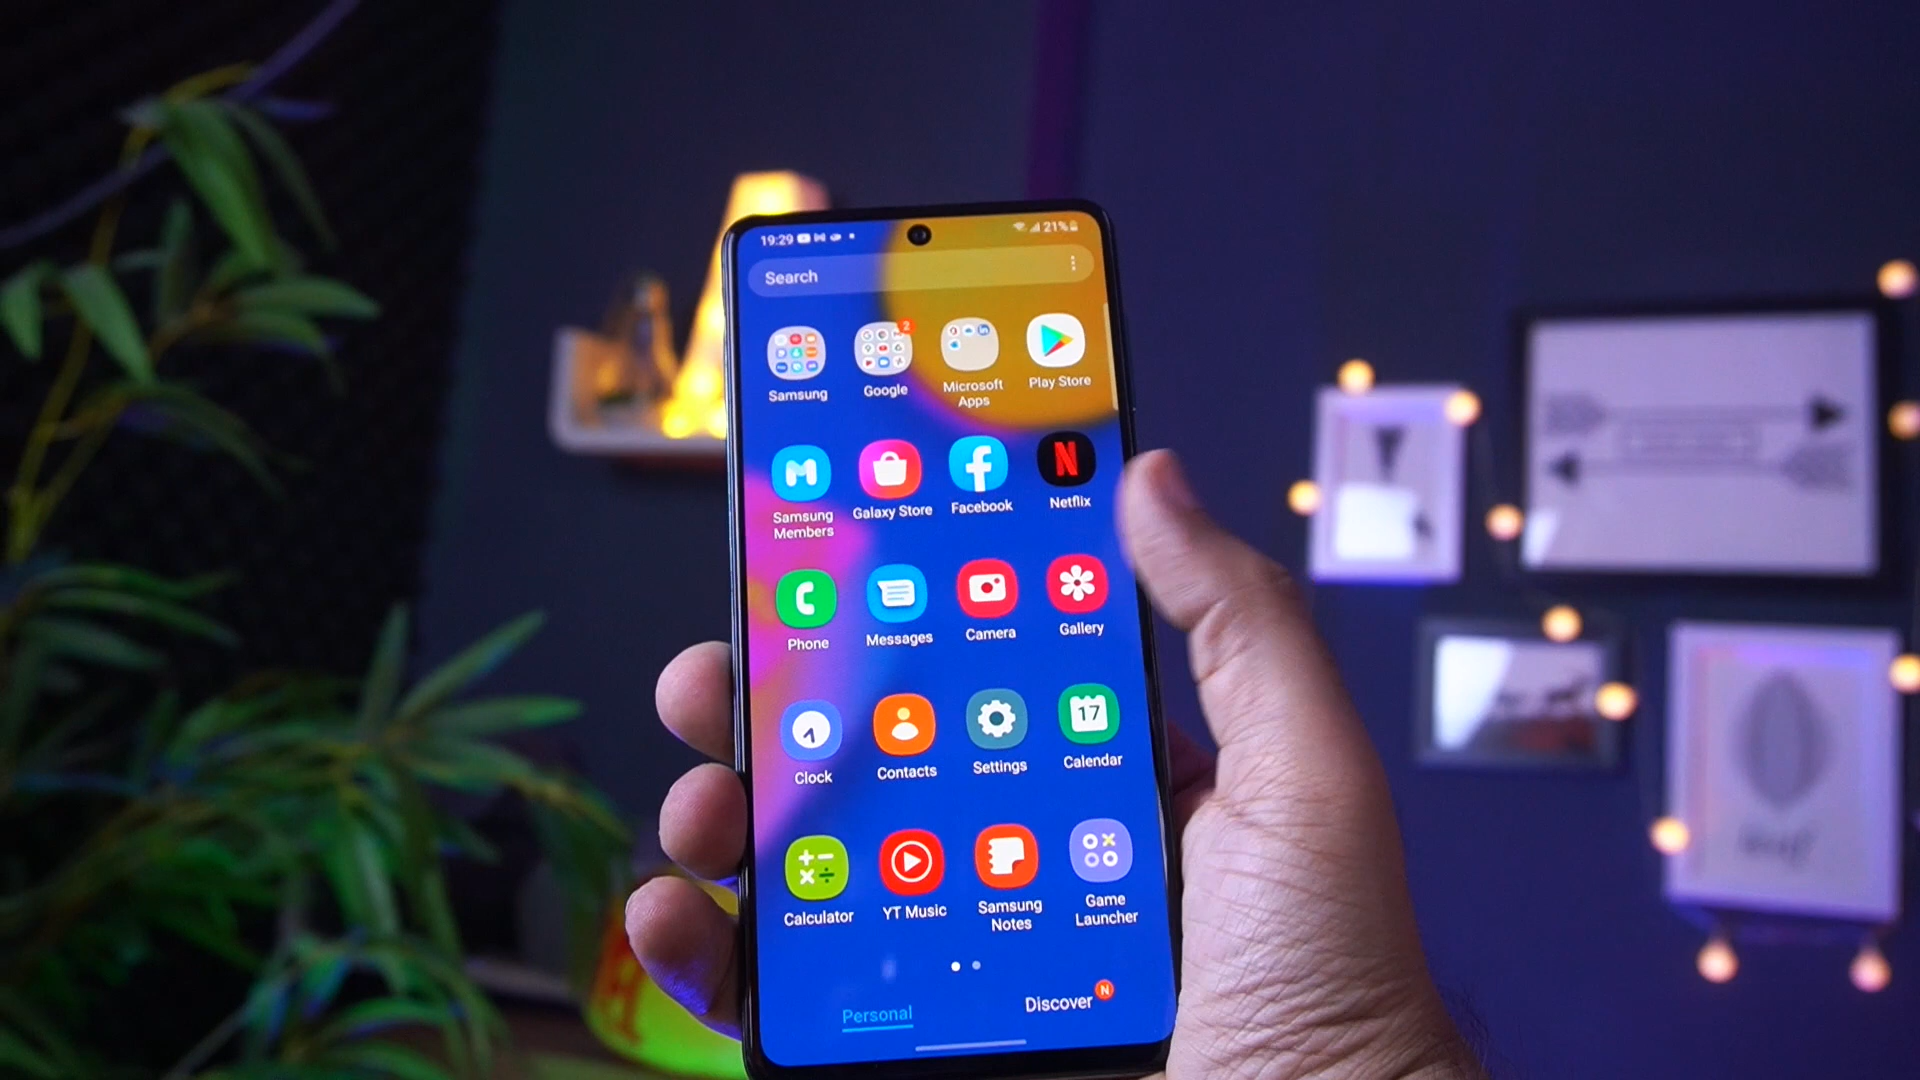 19:29
21%
Search
2
Samsung
Google
Microsoft
Apps
Play Store
Samsung
Members
Galaxy Store
Facebook
N
Netflix
Phone
Messages
Camera
Gallery
17
Clock
Contacts
Settings
Calendar
Calculator
YT Music
Samsung
Notes
Game
Launcher
Personal
Discover
N